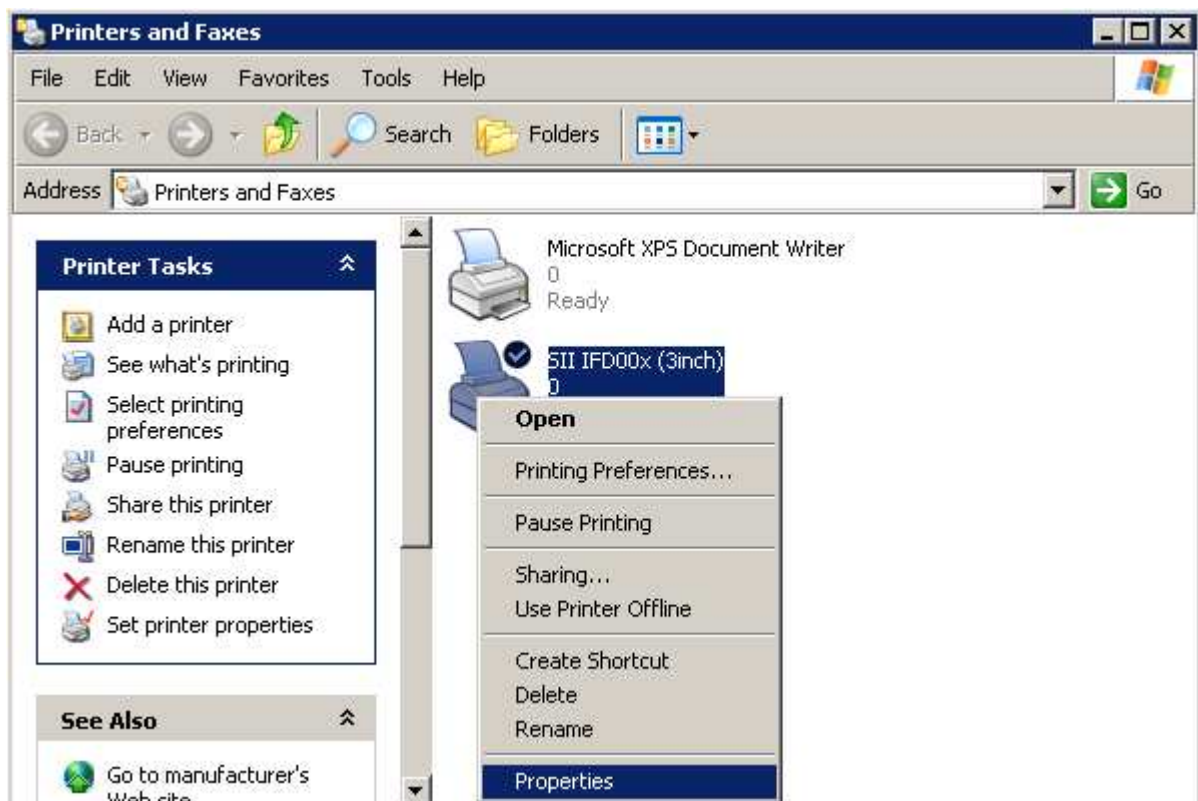 Printers and Faxes
File Edit View Favorites Tools Help
Back Search Folders
Address Printers and Faxes Go
Printer Tasks
Add a printer
See what's printing
Select printing
preferences
Pause printing
Share this printer
Rename this printer
Delete this printer
Set printer properties
See Also
Go to manufacturer's
Web site
Microsoft XPS Document Writer
0
Ready
SII IFD00x (3inch)
0
Open
Printing Preferences...
Pause Printing
Sharing...
Use Printer Offline
Create Shortcut
Delete
Rename
Properties